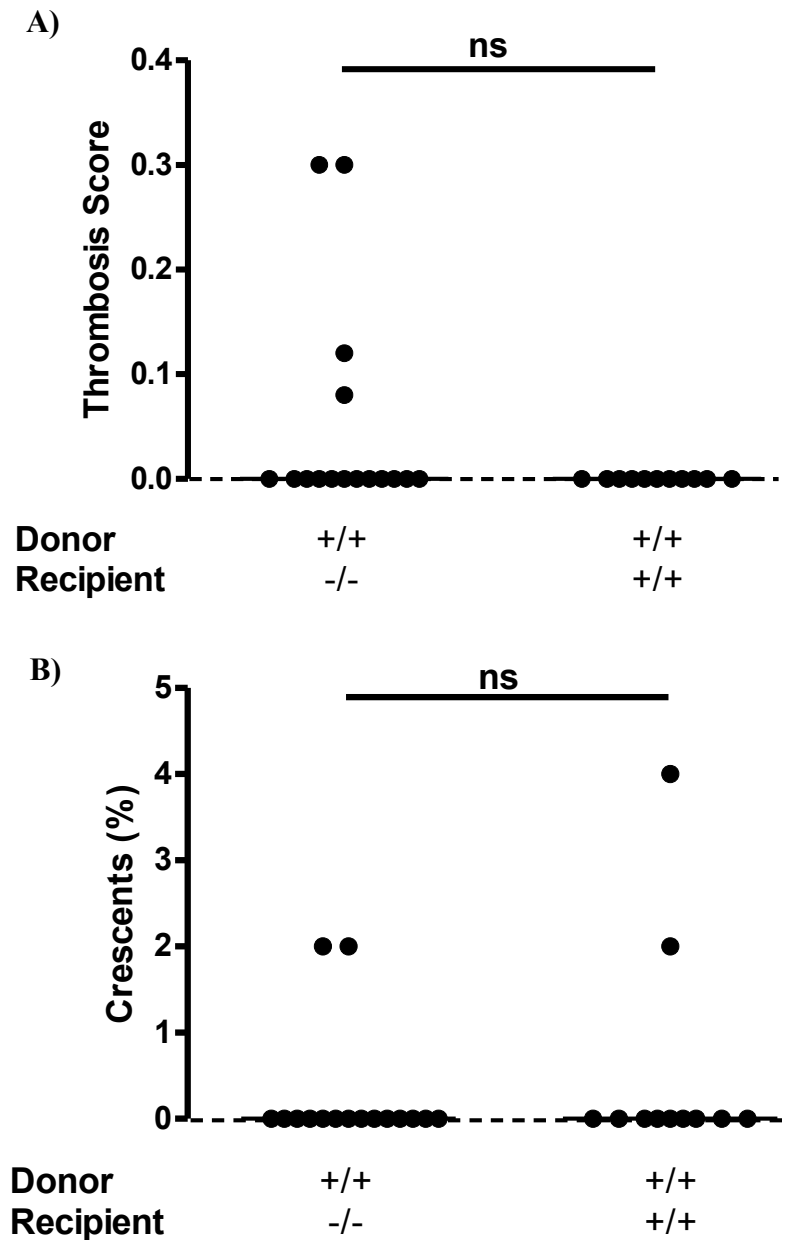 A)
ns
0.4
0.3
0.2
0.1
0.0
Thrombosis Score
Donor +/+ +/+
Recipient -/- +/+
B)
ns
5
4
3
2
1
0
Crescents (%)
Donor +/+ +/+
Recipient -/- +/+